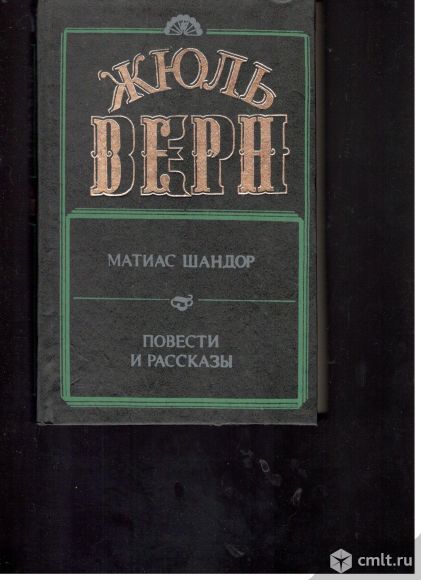 ЖЮЛЬ
ВЕРН
МАТИАС ШАНДОР
ПОВЕСТИ
И РАССКАЗЫ
cmlt.ru